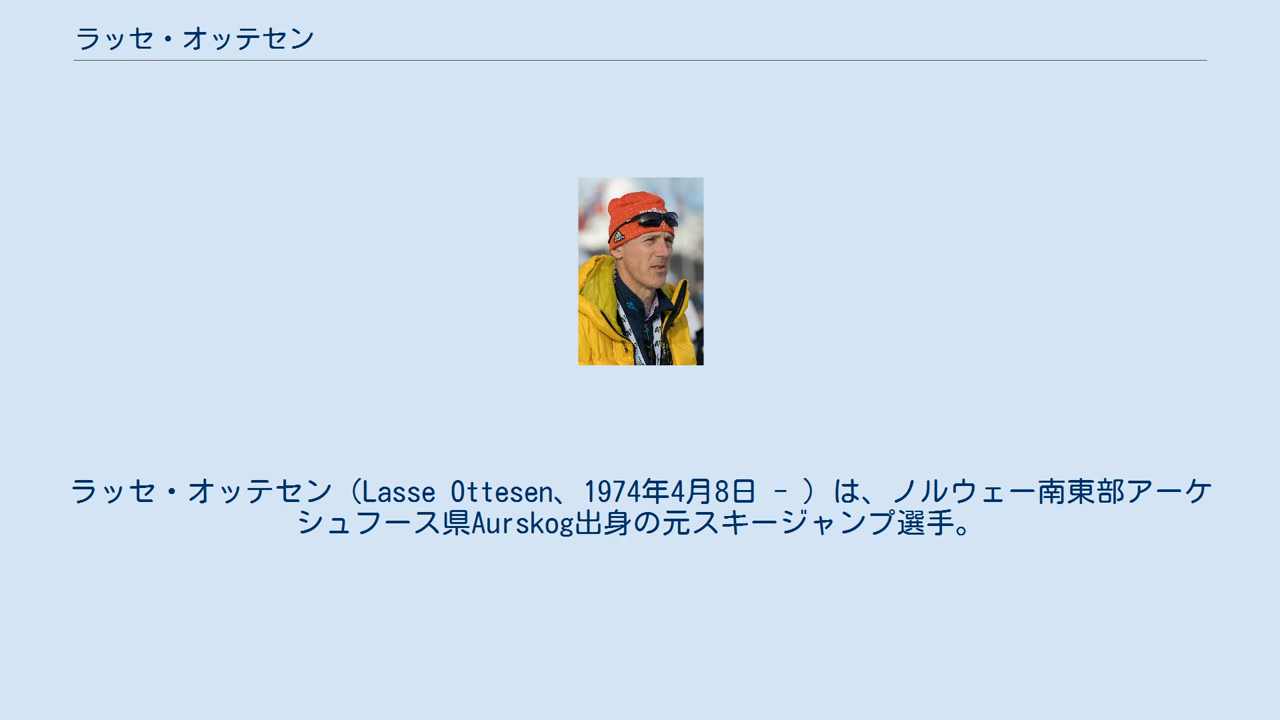 ラッセ・オッテセン
ラッセ・オッテセン（Lasse Ottesen、1974年4月8日 - ）は、ノルウェー南東部アーケ
シュフース県Aurskog出身の元スキージャンプ選手。